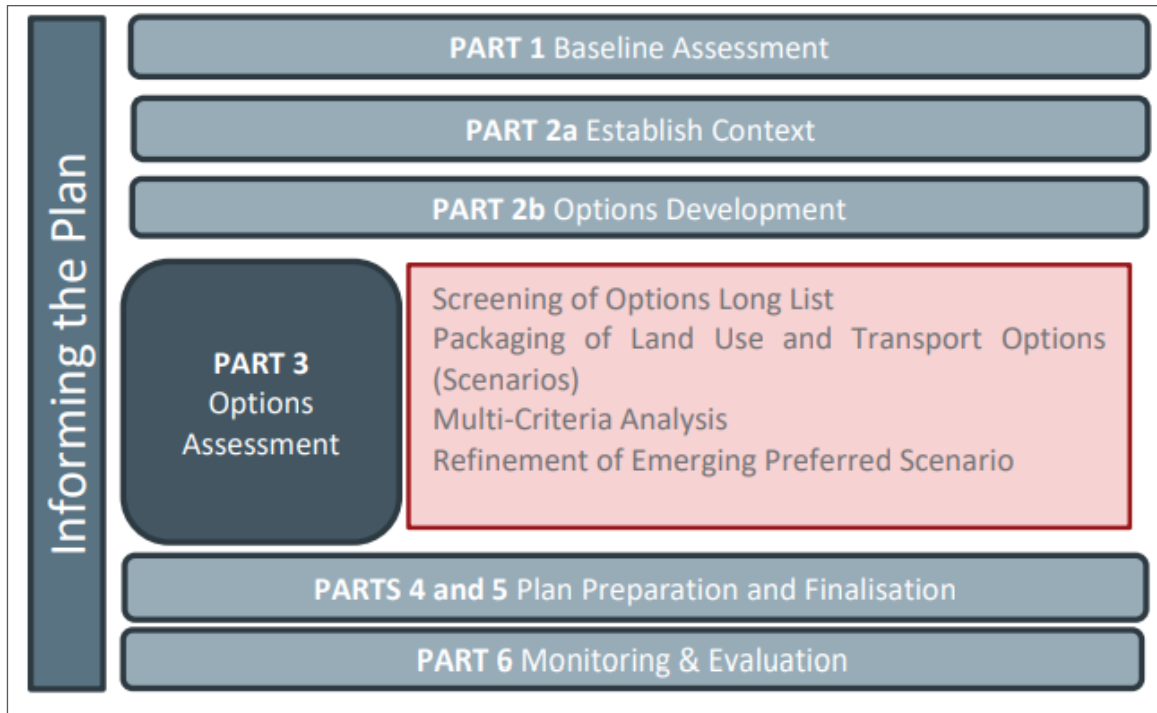 Informing the Plan
PART 1 Baseline Assessment
PART 2a Establish Context
PART 2b Options Development
PART 3
Options
Assessment
Screening of Options Long List
Packaging of Land Use and Transport Options
(Scenarios)
Multi-Criteria Analysis
Refinement of Emerging Preferred Scenario
PARTS 4 and 5 Plan Preparation and Finalisation
PART 6 Monitoring & Evaluation